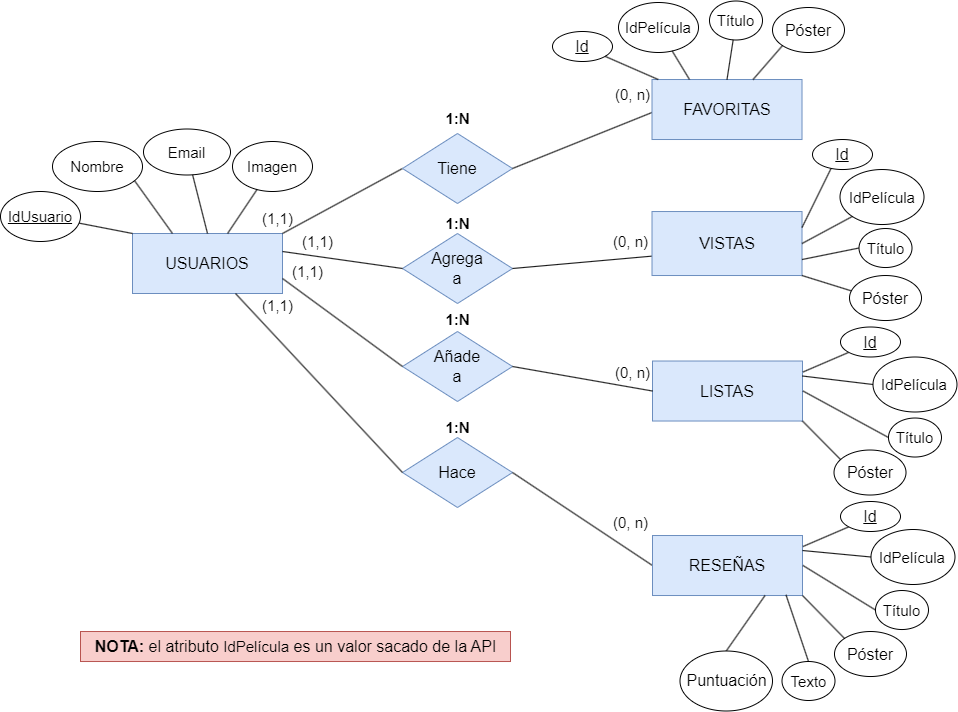 Id
IdPelícula
Título
Póster
(0, n)
FAVORITAS
1:N
Tiene
Nombre
Email
Imagen
IdUsuario
USUARIOS
(1,1)
(1,1)
(1,1)
(1,1)
1:N
Agrega
a
(0, n)
VISTAS
Id
IdPelícula
Título
Póster
1:N
Añade
a
(0, n)
LISTAS
Id
IdPelícula
Título
Póster
1:N
Hace
(0, n)
RESEÑAS
Id
IdPelícula
Título
Póster
Texto
Puntuación
NOTA: el atributo IdPelícula es un valor sacado de la API